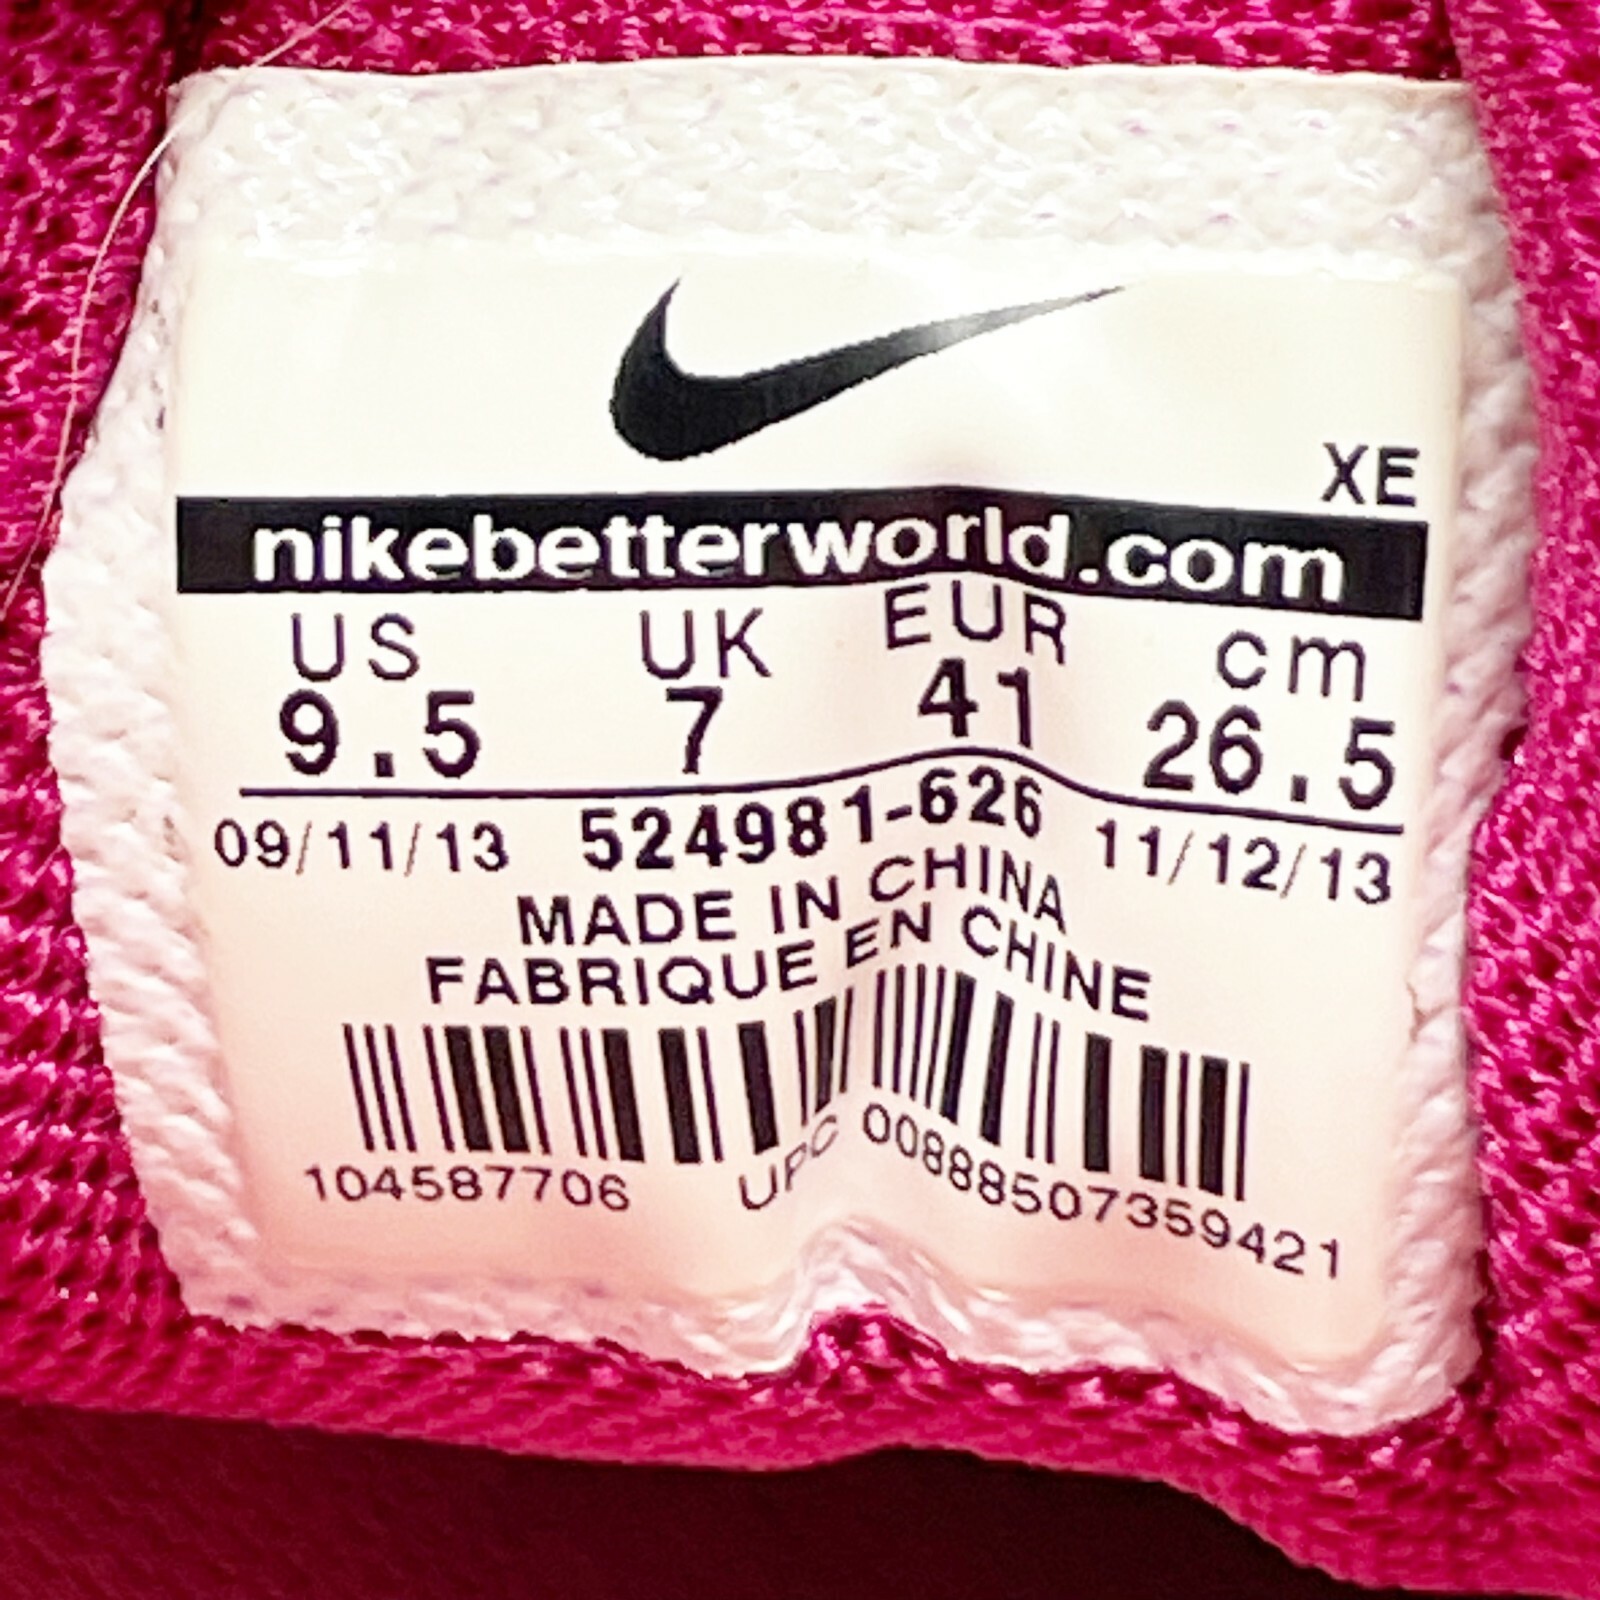 XE
nikebetterworld.com
US UK EUR cm
9.5 7 41 26.5
09/11/13 524981-626 11/12/13
MADE IN CHINA
FABRIQUE EN CHINE
104587706 UPC 00888507359421